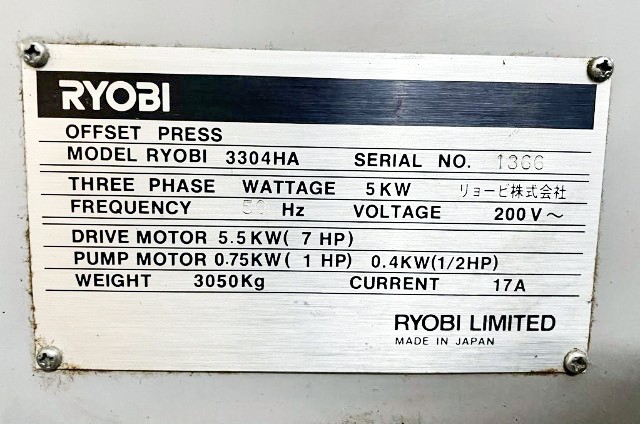 RYOBI
OFFSET PRESS
MODEL RYOBI 3304HA SERIAL NO. 1366
THREE PHASE WATTAGE 5KW リョービ株式会社
FREQUENCY Hz VOLTAGE 200V～
DRIVE MOTOR 5.5KW( 7 HP)
PUMP MOTOR 0.75KW( 1 HP) 0.4KW(1/2HP)
WEIGHT 3050Kg CURRENT 17A
RYOBI LIMITED
MADE IN JAPAN